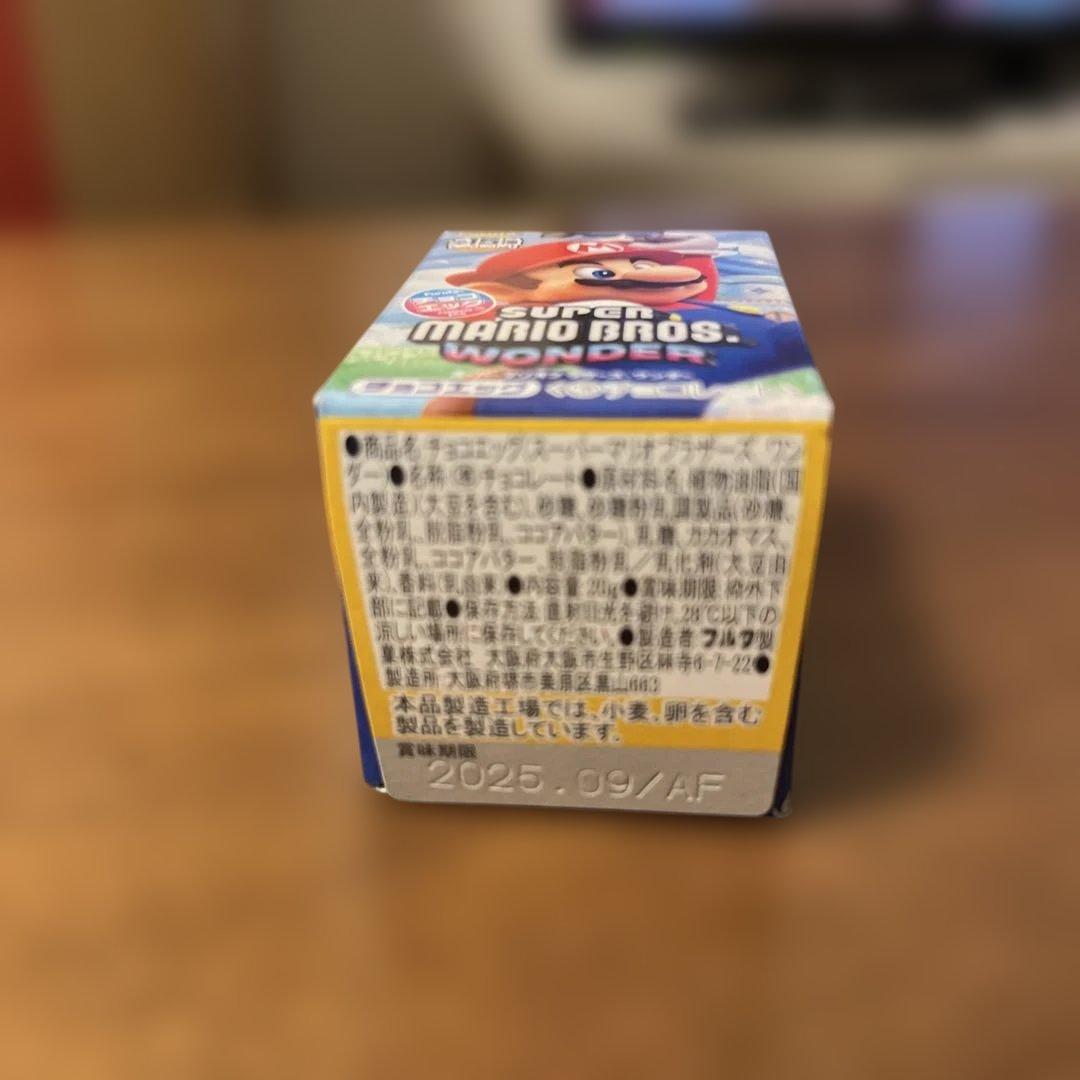 Furuta
チョコエッグ
SUPER
MARIO BROS.
WONDER
チョコエッグ
●商品名 チョコエッグ(スーパーマリオブラザーズ ワン
ダー)●名称 準チョコレート●原材料名 植物油脂(国
内製造)(大豆を含む)、砂糖、砂糖粉乳調製品(砂糖、
全粉乳、脱脂粉乳、ココアバター)、乳糖、カカオマス、
全粉乳、ココアバター、脱脂粉乳／乳化剤(大豆由
来)、香料(乳由来)●内容量 20g●賞味期限 枠外下
部に記載●保存方法 直射日光を避け、28℃以下の
涼しい場所に保存してください。●製造者 フルタ製
菓株式会社 大阪府大阪市生野区林寺6-7-22●
製造所 大阪府堺市美原区黒山663
本品製造工場では、小麦、卵を含む
製品を製造しています。
賞味期限
2025.09/AF